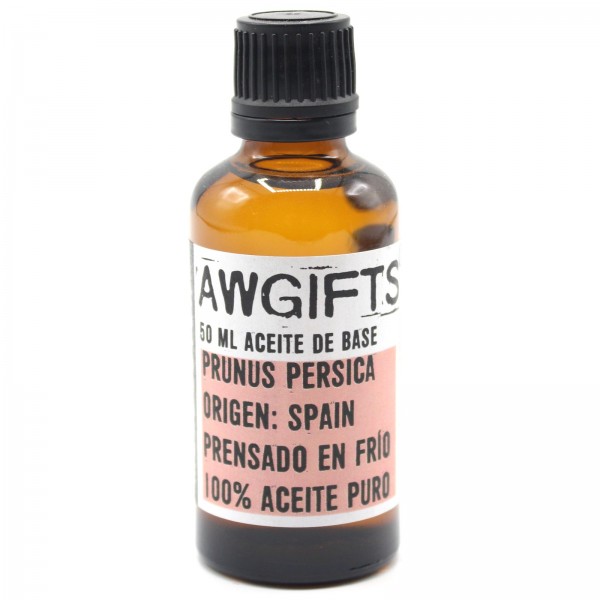 AWGIFTS
50 ML ACEITE DE BASE
PRUNUS PERSICA
ORIGEN: SPAIN
PRENSADO EN FRÍO
100% ACEITE PURO